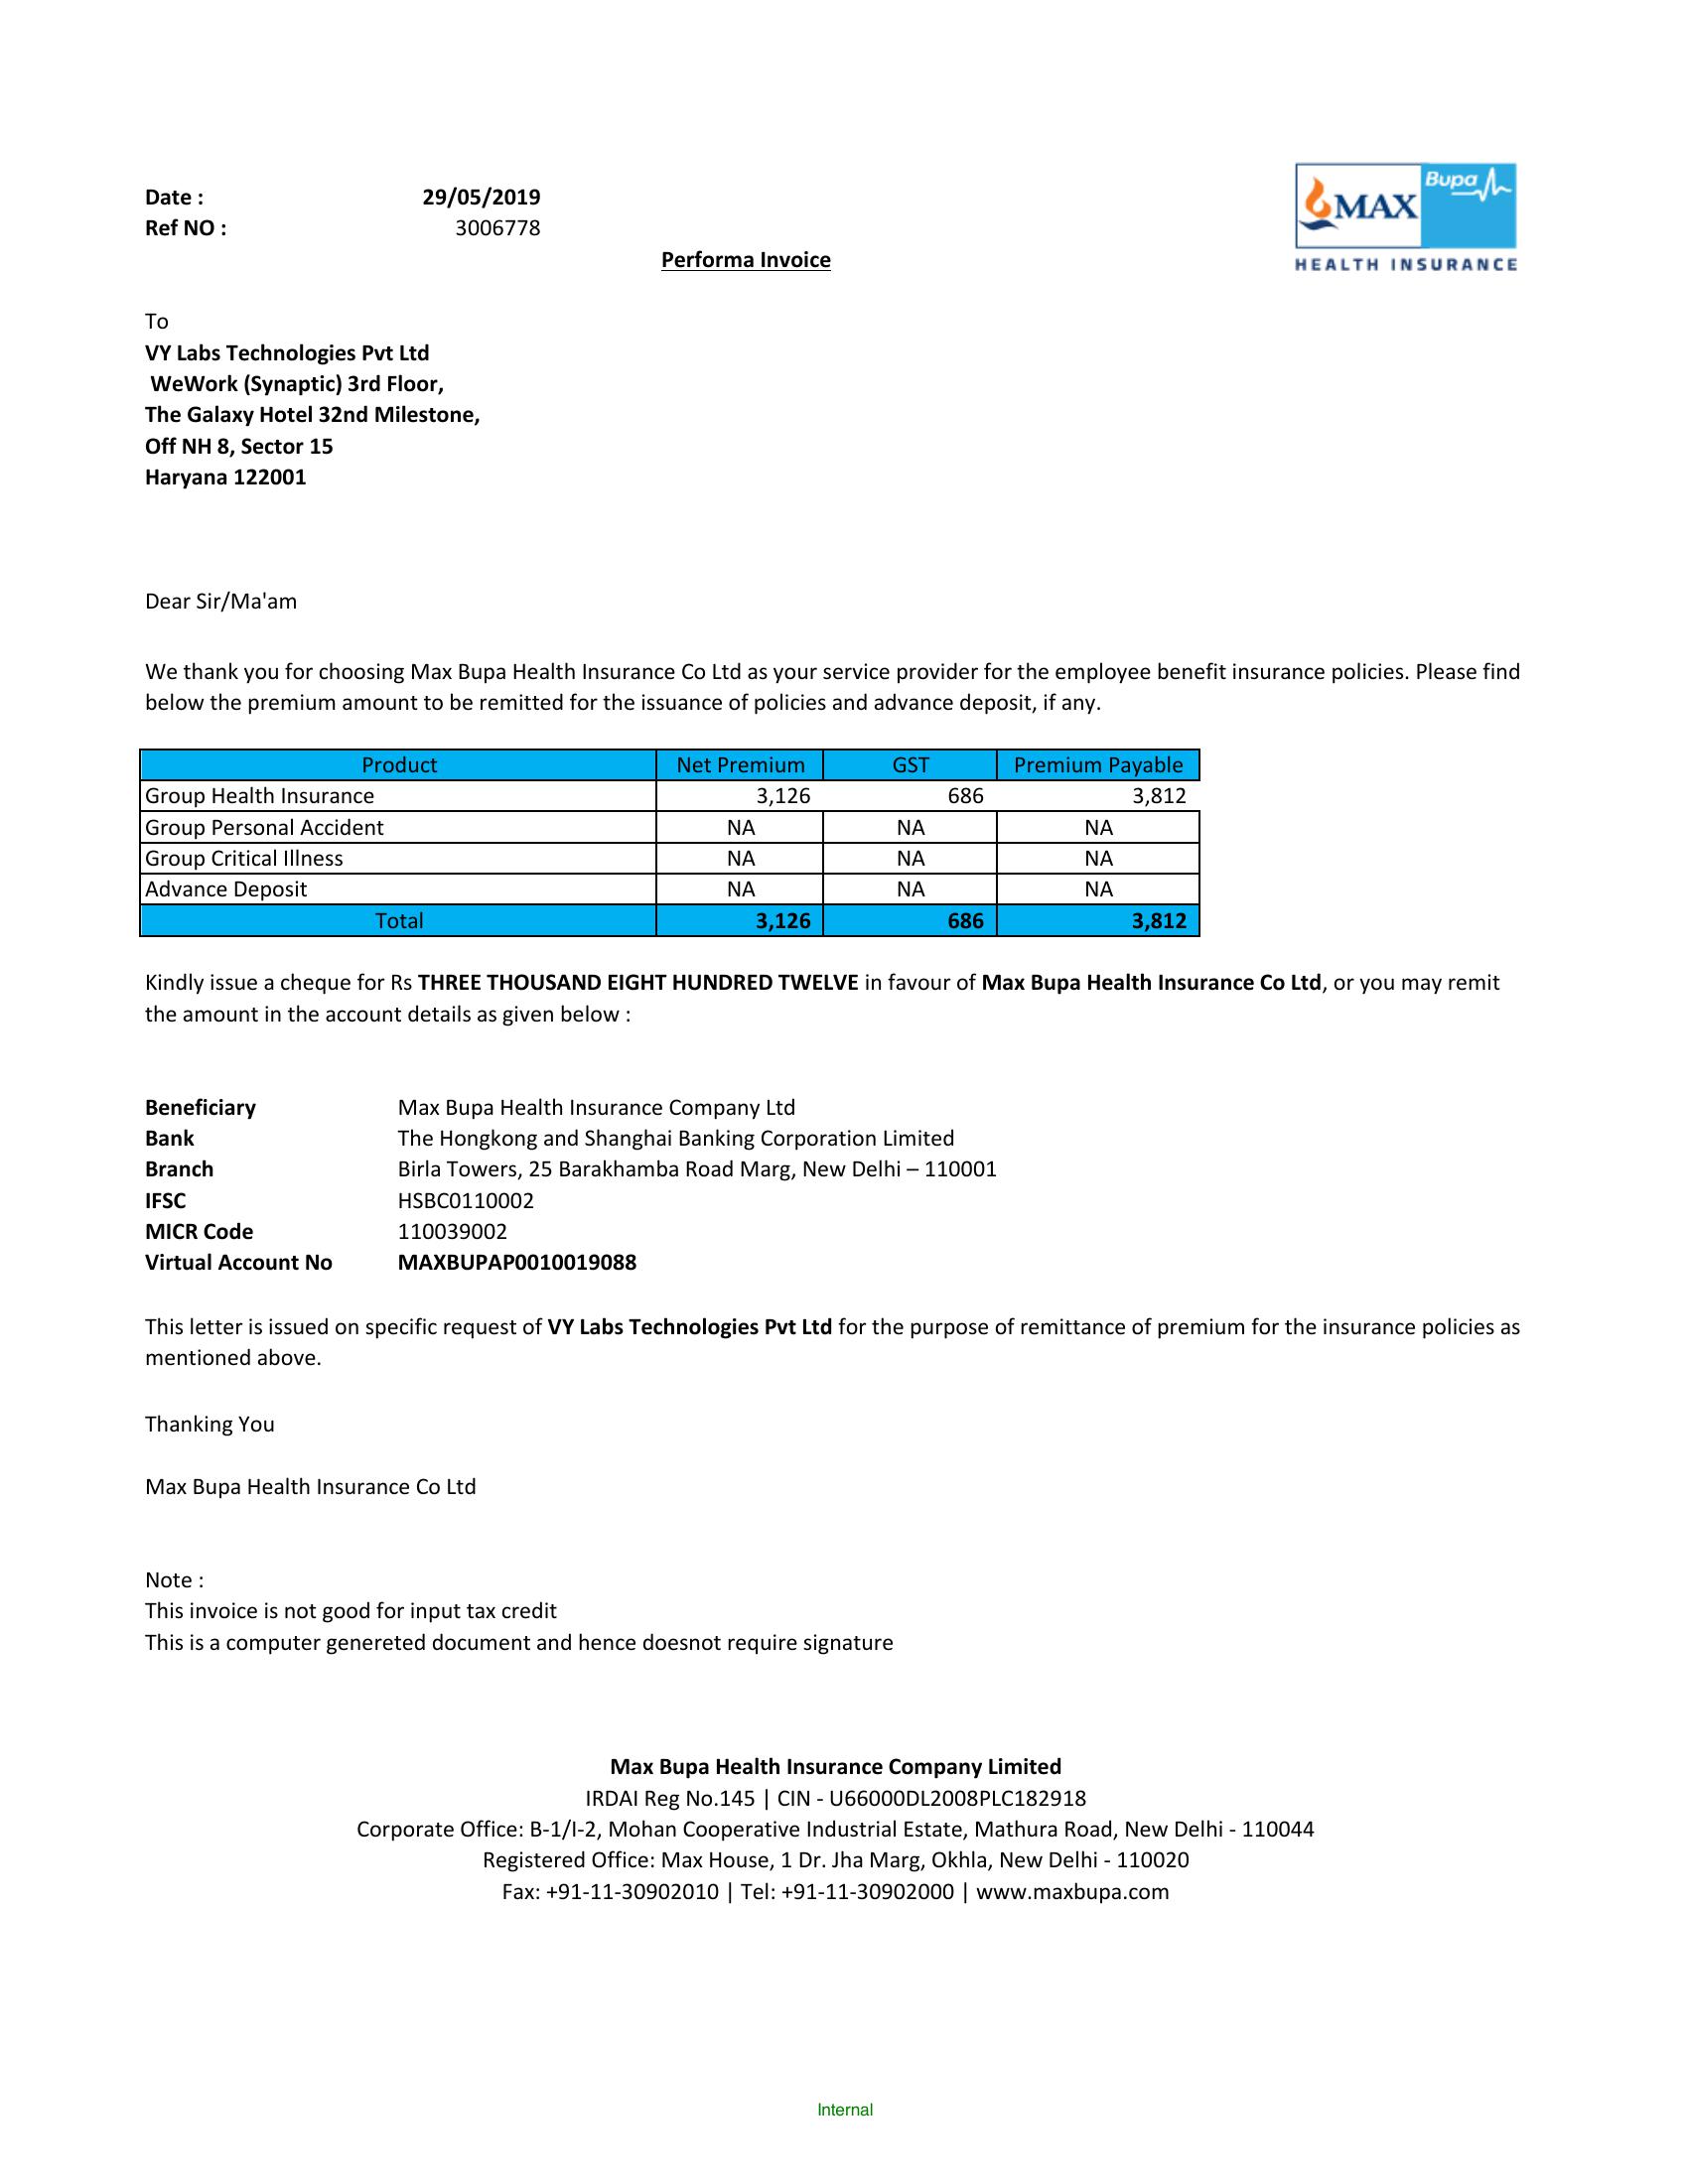 Date : 29/05/2019
Ref NO : 3006778
MAX Bupa
HEALTH INSURANCE
Performa Invoice
To
VY Labs Technologies Pvt Ltd
WeWork (Synaptic) 3rd Floor,
The Galaxy Hotel 32nd Milestone,
Off NH 8, Sector 15
Haryana 122001
Dear Sir/Ma'am
We thank you for choosing Max Bupa Health Insurance Co Ltd as your service provider for the employee benefit insurance policies. Please find
below the premium amount to be remitted for the issuance of policies and advance deposit, if any.
Product Net Premium GST Premium Payable
Group Health Insurance 3,126 686 3,812
Group Personal Accident NA NA NA
Group Critical Illness NA NA NA
Advance Deposit NA NA NA
Total 3,126 686 3,812
Kindly issue a cheque for Rs THREE THOUSAND EIGHT HUNDRED TWELVE in favour of Max Bupa Health Insurance Co Ltd, or you may remit
the amount in the account details as given below :
Beneficiary Max Bupa Health Insurance Company Ltd
Bank The Hongkong and Shanghai Banking Corporation Limited
Branch Birla Towers, 25 Barakhamba Road Marg, New Delhi – 110001
IFSC HSBC0110002
MICR Code 110039002
Virtual Account No MAXBUPAP0010019088
This letter is issued on specific request of VY Labs Technologies Pvt Ltd for the purpose of remittance of premium for the insurance policies as
mentioned above.
Thanking You
Max Bupa Health Insurance Co Ltd
Note :
This invoice is not good for input tax credit
This is a computer genereted document and hence doesnot require signature
Max Bupa Health Insurance Company Limited
IRDAI Reg No.145 | CIN - U66000DL2008PLC182918
Corporate Office: B-1/I-2, Mohan Cooperative Industrial Estate, Mathura Road, New Delhi - 110044
Registered Office: Max House, 1 Dr. Jha Marg, Okhla, New Delhi - 110020
Fax: +91-11-30902010 | Tel: +91-11-30902000 | www.maxbupa.com
Internal